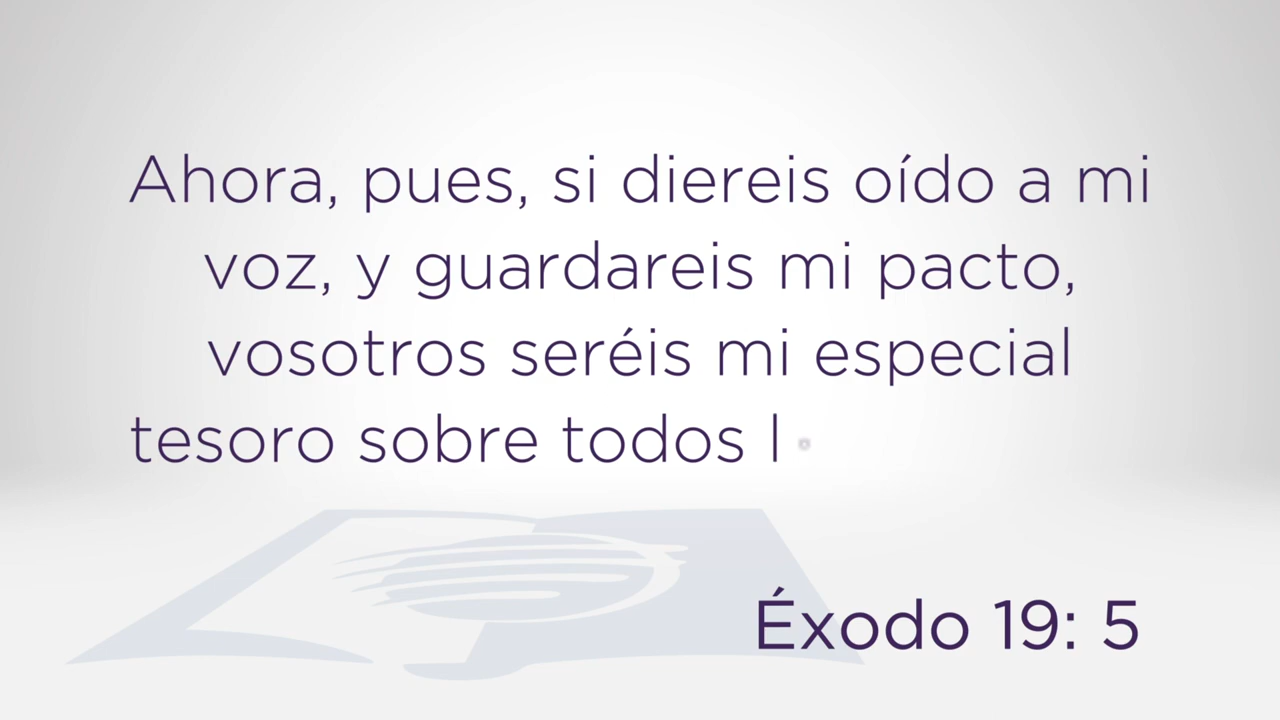 Ahora, pues, si diereis oído a mi
voz, y guardareis mi pacto,
vosotros seréis mi especial
tesoro sobre todos l
Éxodo 19: 5